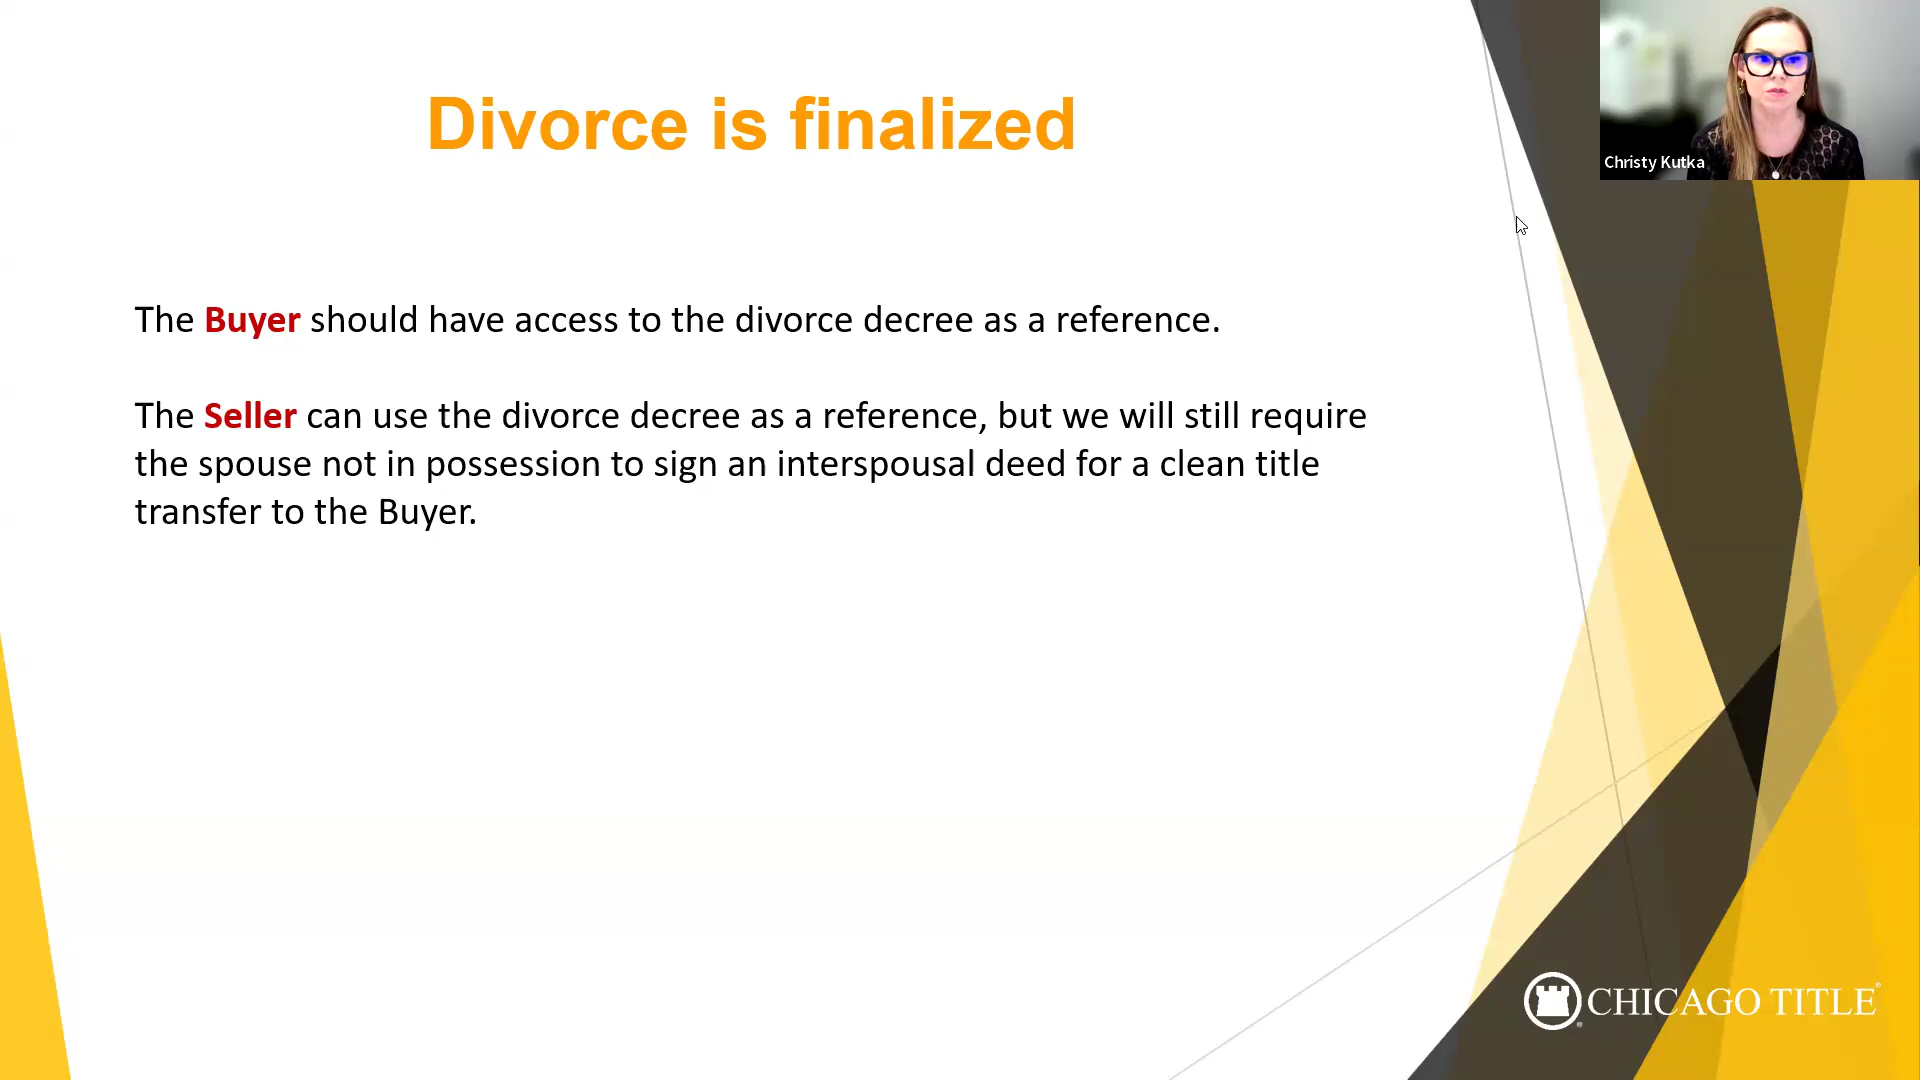 Divorce is finalized
Christy Kutka
The Buyer should have access to the divorce decree as a reference.
The Seller can use the divorce decree as a reference, but we will still require
the spouse not in possession to sign an interspousal deed for a clean title
transfer to the Buyer.
CHICAGO TITLE®